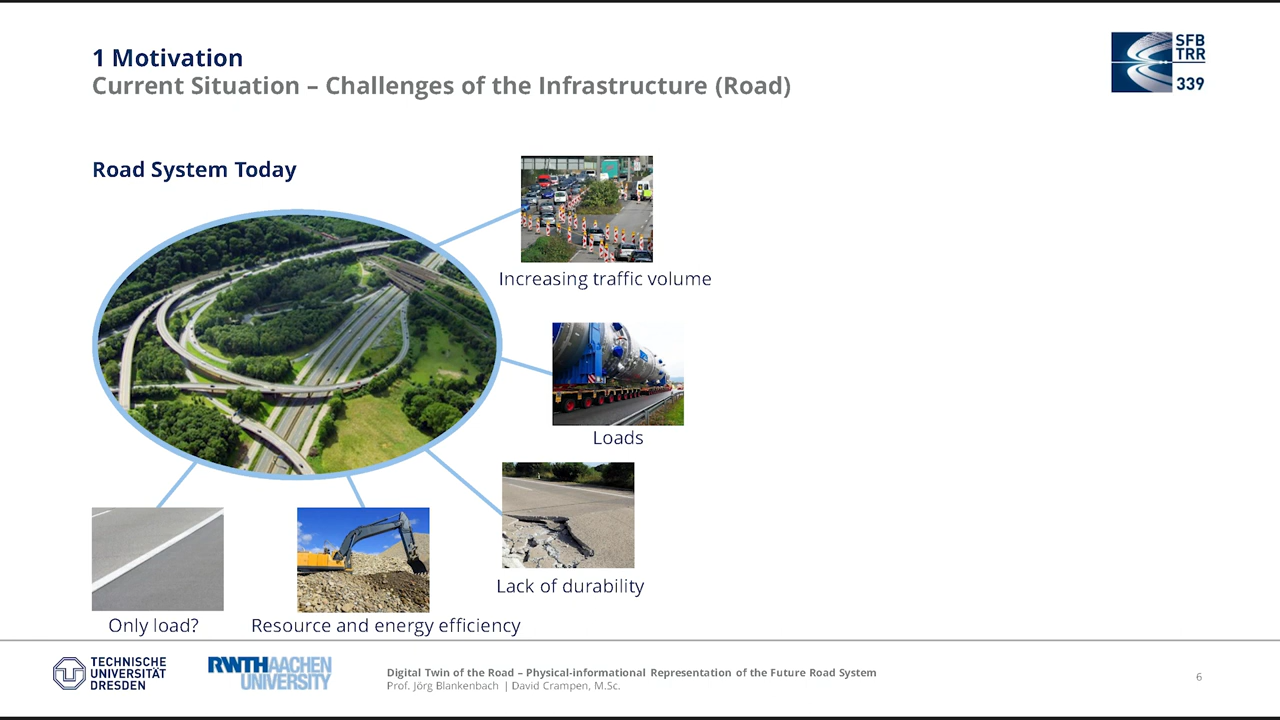 1 Motivation
Current Situation – Challenges of the Infrastructure (Road)
SFB
TRR
339
Road System Today
Increasing traffic volume
Loads
Lack of durability
Only load?
Resource and energy efficiency
TECHNISCHE
UNIVERSITÄT
DRESDEN
RWTHAACHEN
UNIVERSITY
Digital Twin of the Road – Physical-informational Representation of the Future Road System
Prof. Jörg Blankenbach | David Crampen, M.Sc.
6